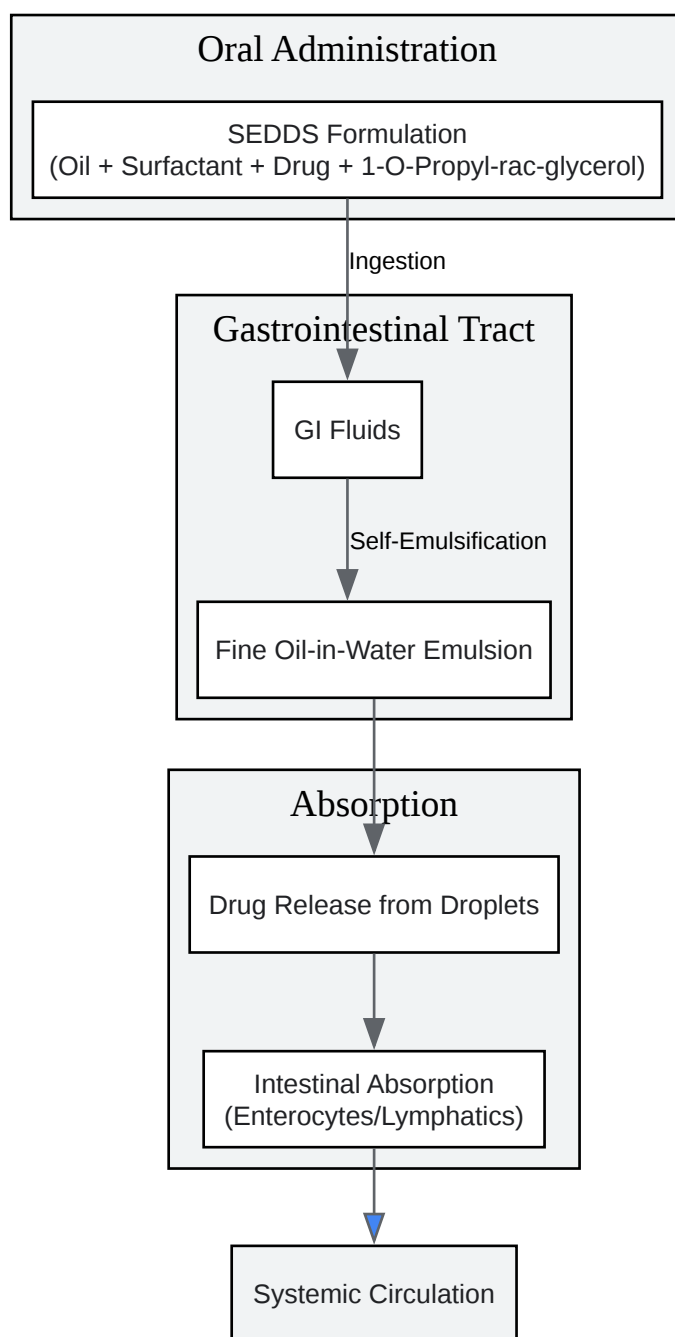 Oral Administration
SEDDS Formulation
(Oil + Surfactant + Drug + 1-O-Propyl-rac-glycerol)
Ingestion
Gastrointestinal Tract
GI Fluids
Self-Emulsification
Fine Oil-in-Water Emulsion
Absorption
Drug Release from Droplets
Intestinal Absorption
(Enterocytes/Lymphatics)
Systemic Circulation